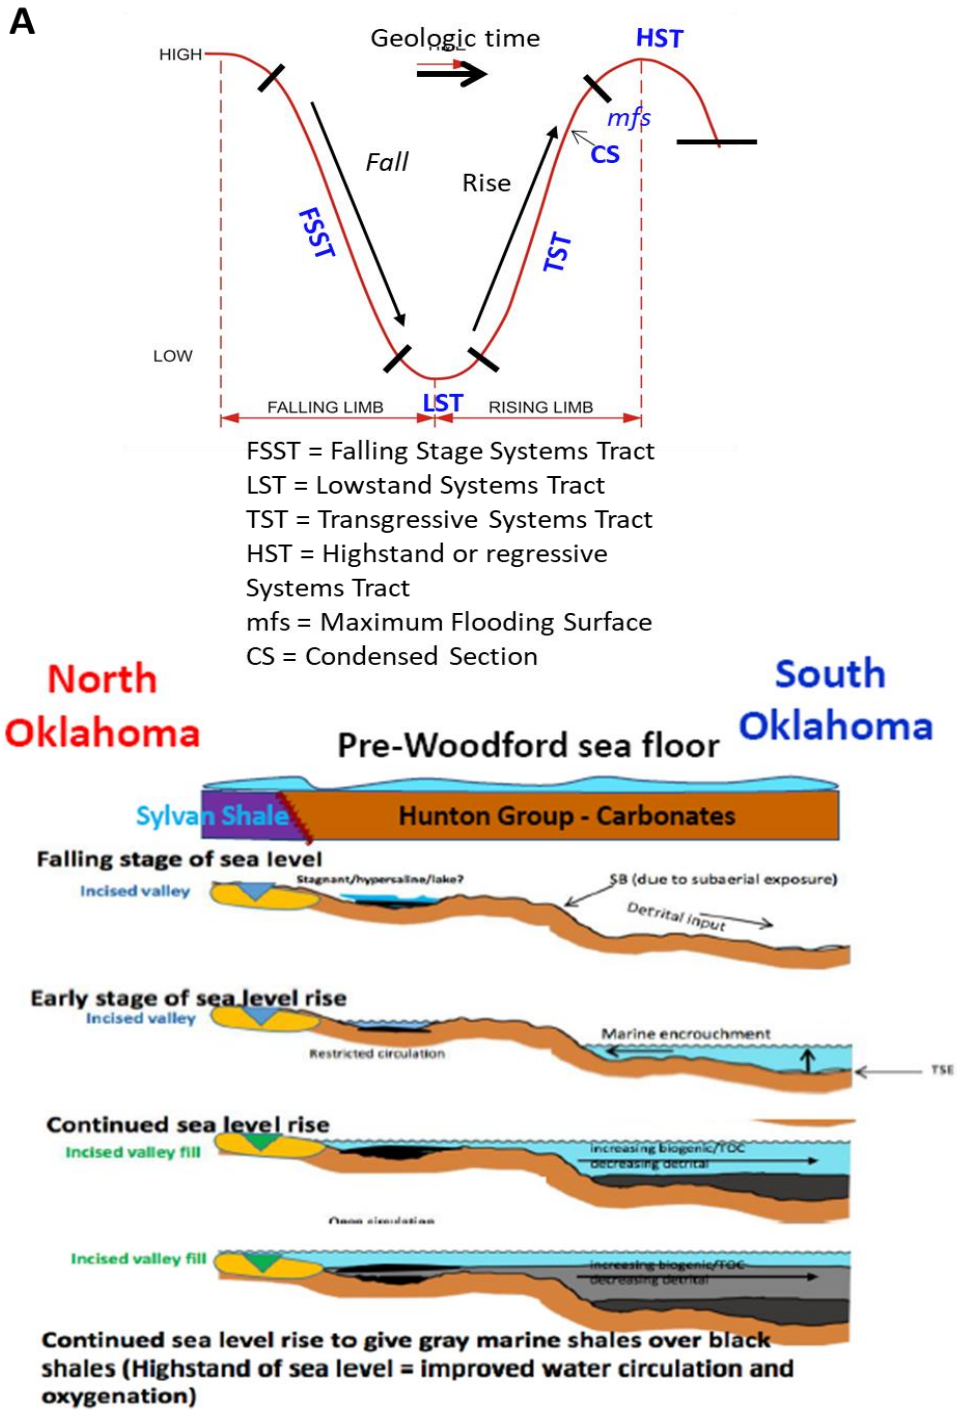 A
Geologic time
HST
HIGH
mfs
CS
Fall
Rise
FSST
TST
LOW
LST
FALLING LIMB
RISING LIMB
FSST = Falling Stage Systems Tract
LST = Lowstand Systems Tract
TST = Transgressive Systems Tract
HST = Highstand or regressive
Systems Tract
mfs = Maximum Flooding Surface
CS = Condensed Section
North
Oklahoma
South
Oklahoma
Pre-Woodford sea floor
Sylvan Shale
Hunton Group - Carbonates
Falling stage of sea level
Incised valley
Stagnant/hypersaline/lake?
SB (due to subaerial exposure)
Detrital input
Early stage of sea level rise
Incised valley
Restricted circulation
Marine encrouchment
TSE
Continued sea level rise
Incised valley fill
increasing biogenic/TOC
decreasing detrital
Open circulation
Incised valley fill
increasing biogenic/TOC
decreasing detrital
Continued sea level rise to give gray marine shales over black
shales (Highstand of sea level = improved water circulation and
oxygenation)